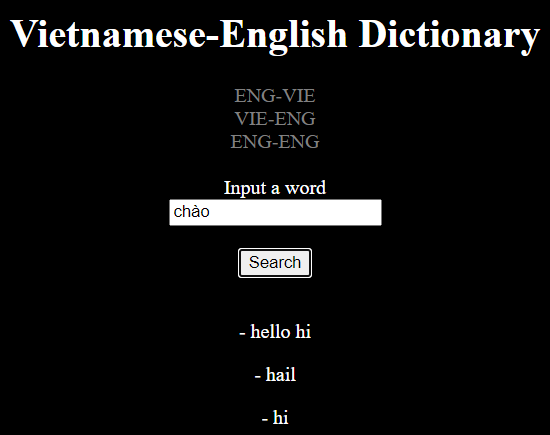 Vietnamese-English Dictionary
ENG-VIE
VIE-ENG
ENG-ENG
Input a word
chào
Search
- hello hi
- hail
- hi